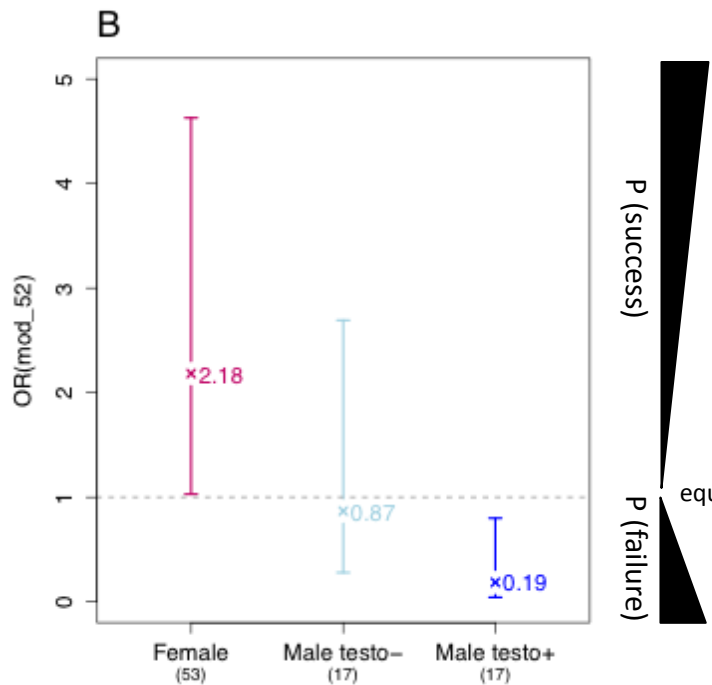 B
OR(mod_52)
5
4
3
2
1
0
2.18
0.87
0.19
Female
(53)
Male testo−
(17)
Male testo+
(17)
P (success)
equ
P (failure)